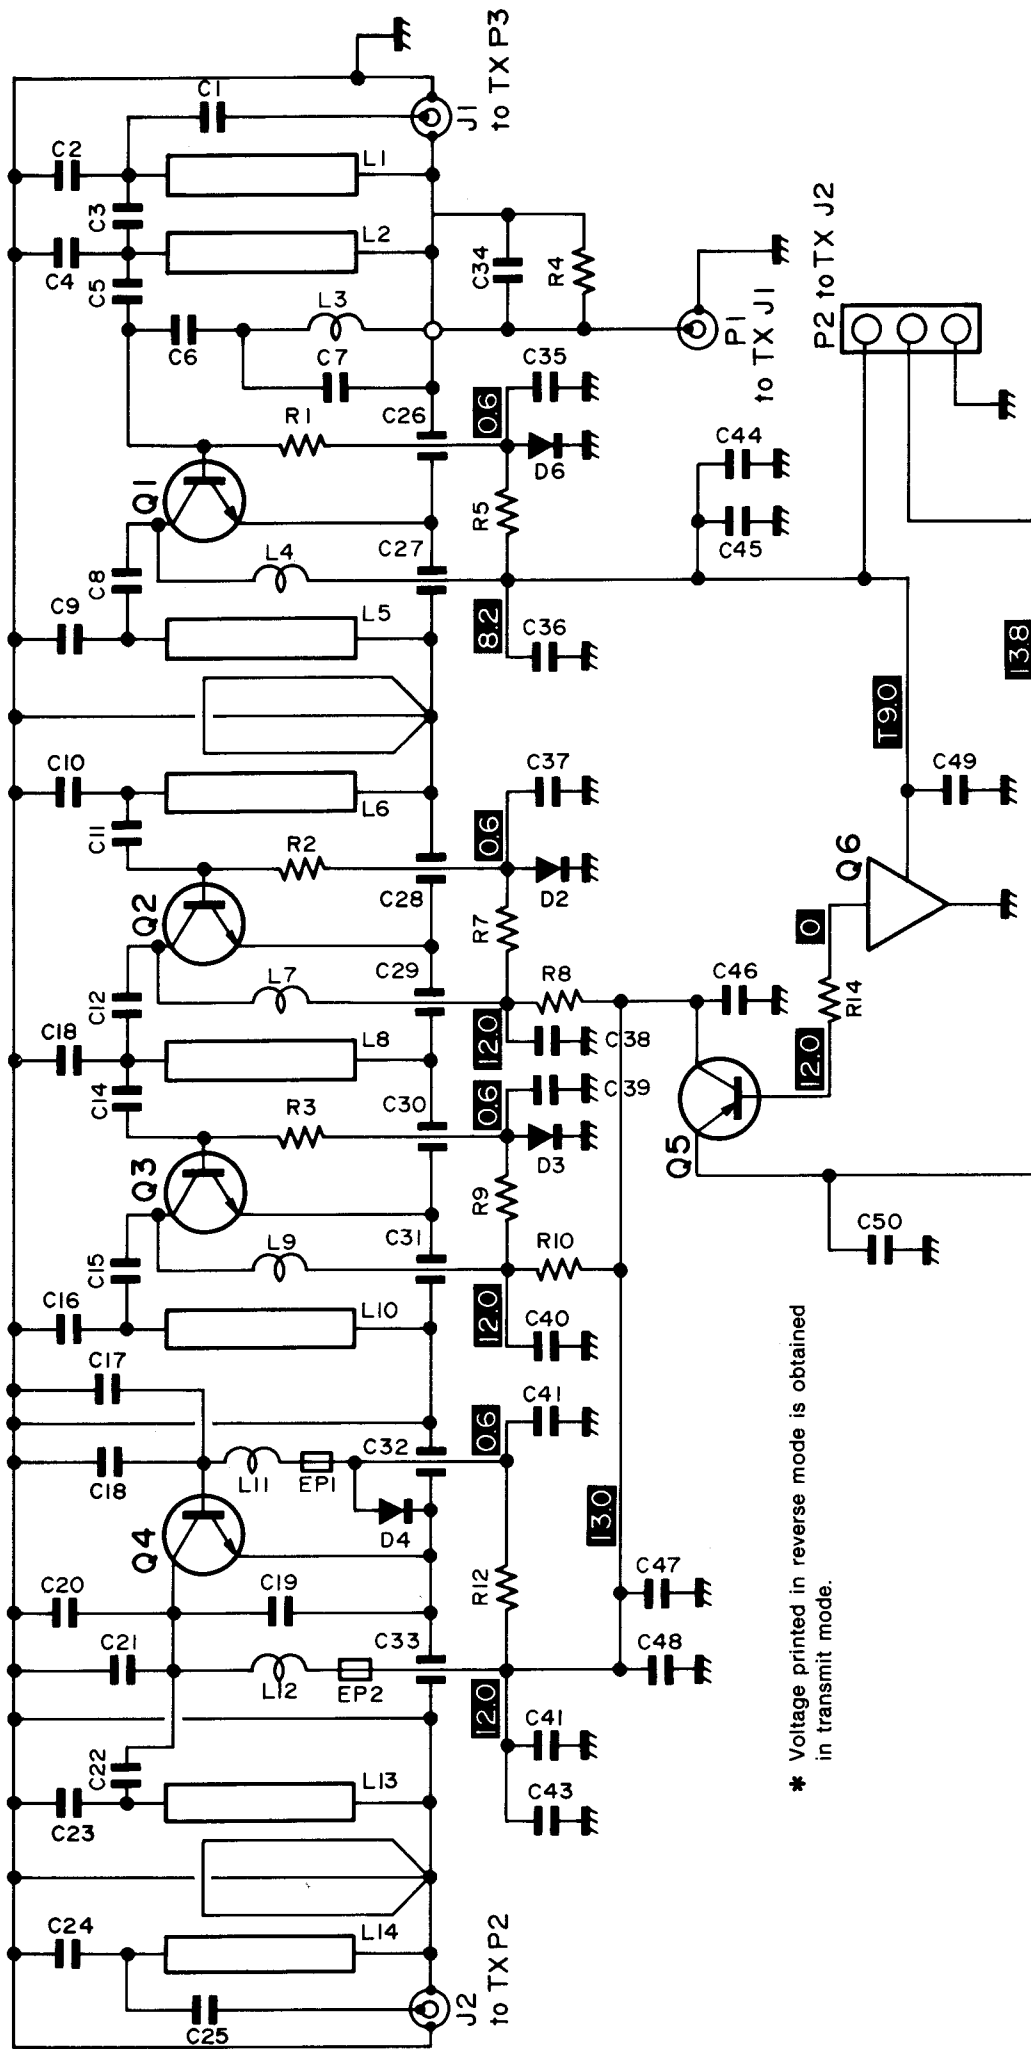 C1
C2
C3
L1
J1
to TX P3
C4
C5
L2
C6
L3
C7
C34
R4
P1
to TX J1
P2 to TX J2
R1
C26
0.6
C35
D6
Q1
R5
C44
C45
C8
L4
C27
C9
L5
8.2
C36
T9.0
13.8
C10
L6
C11
R2
0.6
C37
D2
C49
Q2
C28
R7
Q6
C12
L7
C29
R8
C46
0
R14
C18
L8
12.0
C38
12.0
C14
R3
C30
0.6
C39
D3
Q5
Q3
R9
C50
C15
L9
C31
R10
C16
L10
12.0
C40
C17
C18
L11
EP1
C32
D4
0.6
C41
Q4
13.0
C20
C19
R12
C47
C21
L12
EP2
C33
C48
12.0
C41
C43
C22
C23
L13
C24
L14
C25
J2
to TX P2
* Voltage printed in reverse mode is obtained
in transmit mode.